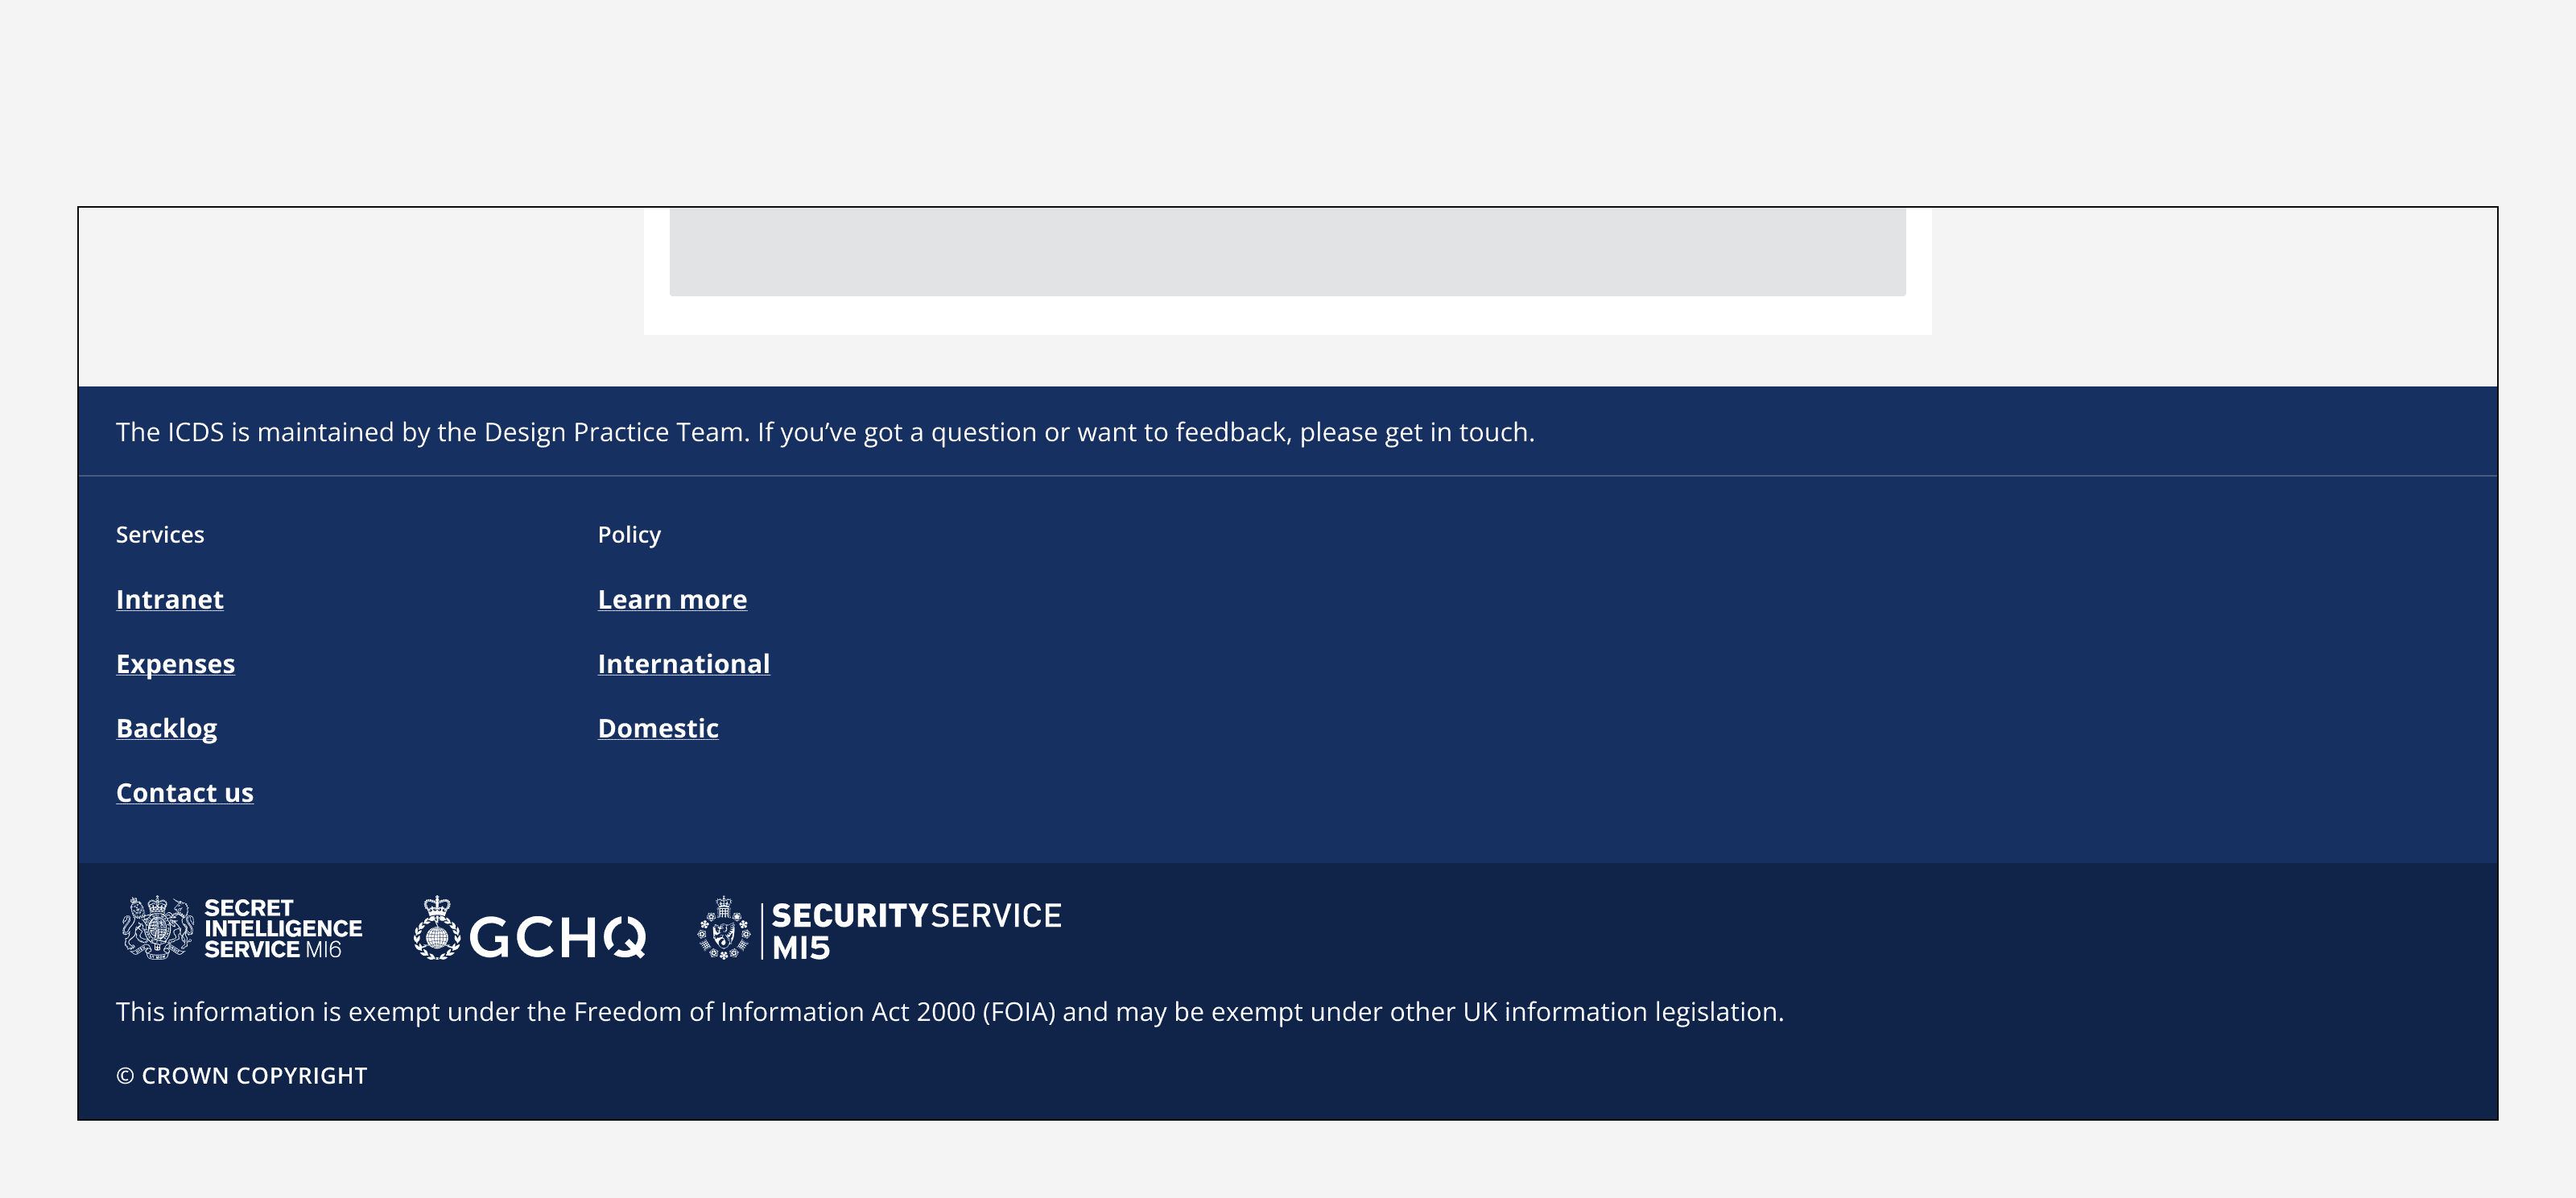 The ICDS is maintained by the Design Practice Team. If you’ve got a question or want to feedback, please get in touch.
Services
Intranet
Expenses
Backlog
Contact us
Policy
Learn more
International
Domestic
SECRET
INTELLIGENCE
SERVICE MI6
GCHQ
SECURITYSERVICE
MI5
This information is exempt under the Freedom of Information Act 2000 (FOIA) and may be exempt under other UK information legislation.
© CROWN COPYRIGHT